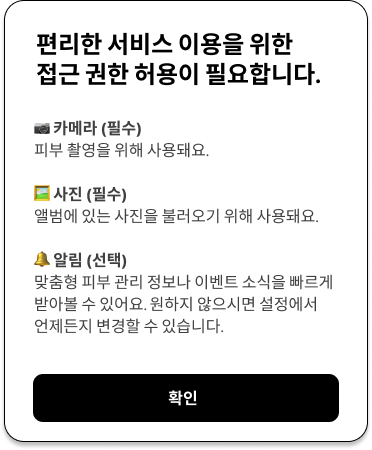 편리한 서비스 이용을 위한
접근 권한 허용이 필요합니다.
📷 카메라 (필수)
피부 촬영을 위해 사용돼요.
🖼️ 사진 (필수)
앨범에 있는 사진을 불러오기 위해 사용돼요.
🔔 알림 (선택)
맞춤형 피부 관리 정보나 이벤트 소식을 빠르게
받아볼 수 있어요. 원하지 않으시면 설정에서
언제든지 변경할 수 있습니다.
확인